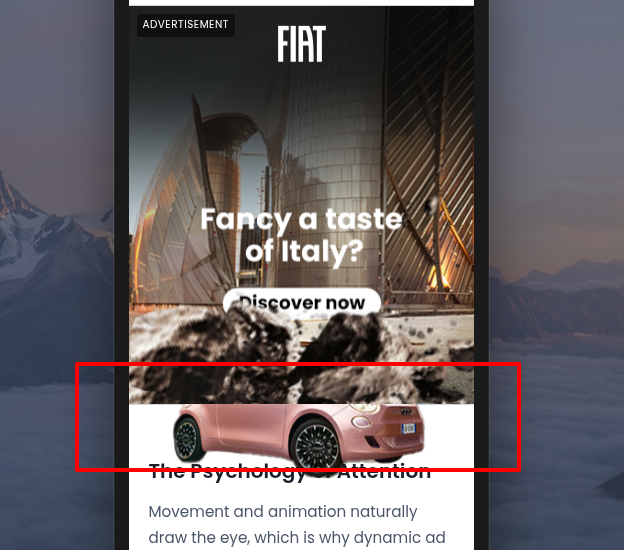 ADVERTISEMENT
FIAT
Fancy a taste
of Italy?
Discover now
The Psychology of Attention
Movement and animation naturally
draw the eye, which is why dynamic ad